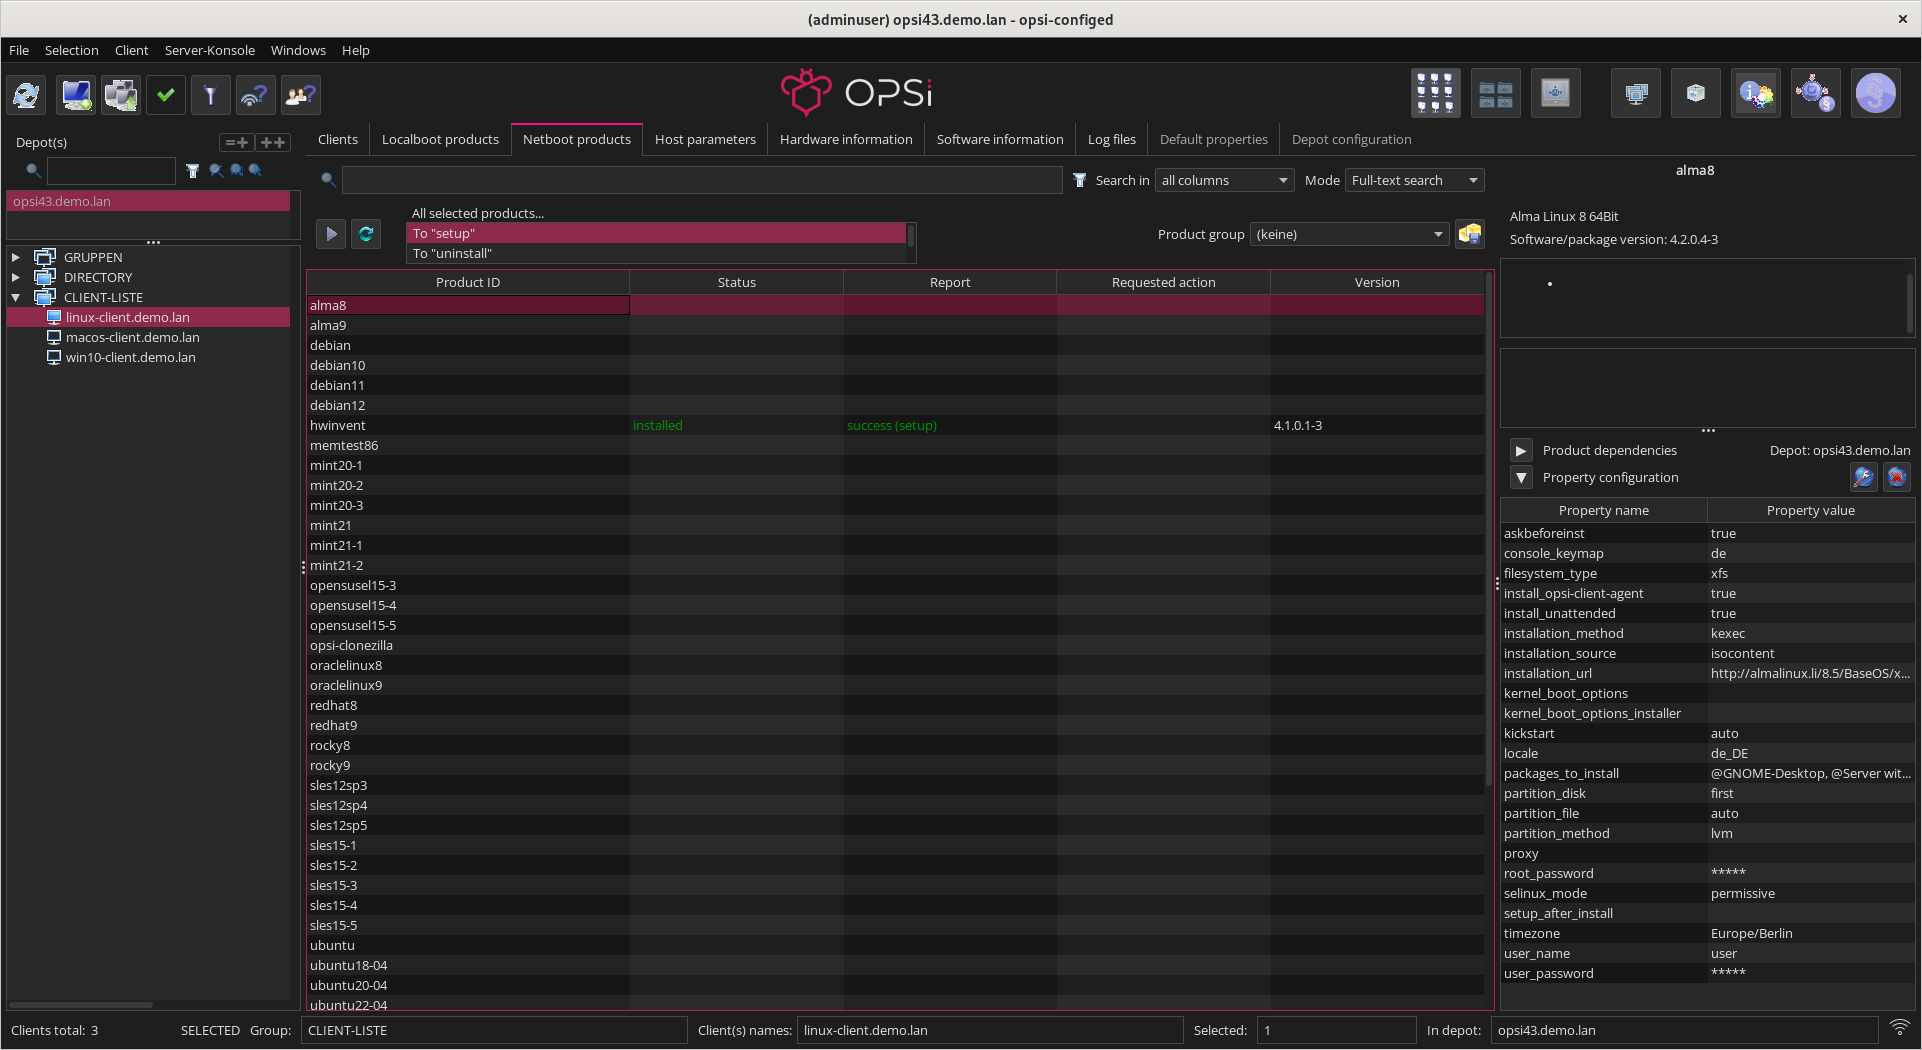 (adminuser) opsi43.demo.lan - opsi-configed
File Selection Client Server-Konsole Windows Help
OPSi
Depot(s)
opsi43.demo.lan
GRUPPEN
DIRECTORY
CLIENT-LISTE
linux-client.demo.lan
macos-client.demo.lan
win10-client.demo.lan
Clients Localboot products Netboot products Host parameters Hardware information Software information Log files Default properties Depot configuration
Search in all columns Mode Full-text search
All selected products...
To "setup"
To "uninstall"
Product group (keine)
Product ID Status Report Requested action Version
alma8
alma9
debian
debian10
debian11
debian12
hwinvent installed success (setup) 4.1.0.1-3
memtest86
mint20-1
mint20-2
mint20-3
mint21
mint21-1
mint21-2
opensusel15-3
opensusel15-4
opensusel15-5
opsi-clonezilla
oraclelinux8
oraclelinux9
redhat8
redhat9
rocky8
rocky9
sles12sp3
sles12sp4
sles12sp5
sles15-1
sles15-2
sles15-3
sles15-4
sles15-5
ubuntu
ubuntu18-04
ubuntu20-04
ubuntu22-04
alma8
Alma Linux 8 64Bit
Software/package version: 4.2.0.4-3
Product dependencies Depot: opsi43.demo.lan
Property configuration
Property name Property value
askbeforeinst true
console_keymap de
filesystem_type xfs
install_opsi-client-agent true
install_unattended true
installation_method kexec
installation_source isocontent
installation_url http://almalinux.li/8.5/BaseOS/x...
kernel_boot_options
kernel_boot_options_installer
kickstart auto
locale de_DE
packages_to_install @GNOME-Desktop, @Server wit...
partition_disk first
partition_file auto
partition_method lvm
proxy
root_password *****
selinux_mode permissive
setup_after_install
timezone Europe/Berlin
user_name user
user_password *****
Clients total: 3 SELECTED Group: CLIENT-LISTE Client(s) names: linux-client.demo.lan Selected: 1 In depot: opsi43.demo.lan